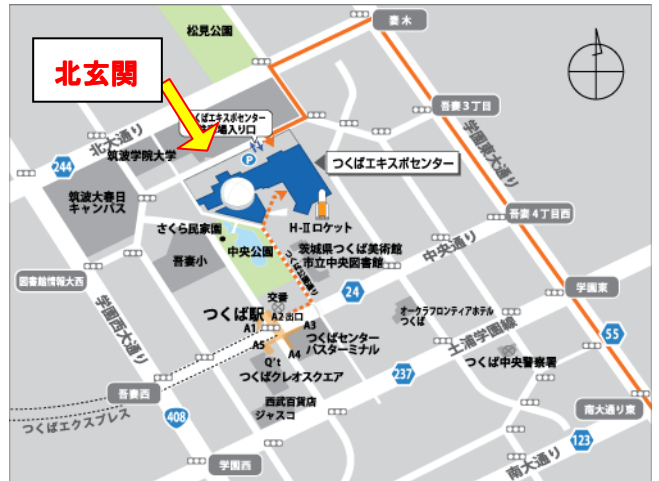 妻木
松見公園
北玄関
吾妻3丁目
つくばエキスポセンター
駐車場入り口
北大通り
学園東大通り
筑波学院大学
P
つくばエキスポセンター
244
筑波大春日
キャンパス
吾妻4丁目西
H-Ⅱロケット
さくら民家園
茨城県つくば美術館
市立中央図書館
中央通り
中央公園
吾妻小
つくば公園通り
図書館情報大西
学園東
24
交番
つくば駅
A2出口
A1
A3
オークラフロンティアホテル
つくば
学園西大通り
土浦学園線
55
つくばセンター
バスターミナル
A5
A4
Q't
つくば中央警察署
つくばクレオスクエア
237
吾妻西
西武百貨店
ジャスコ
南大通り東
つくばエクスプレス
408
123
学園西
南大通り